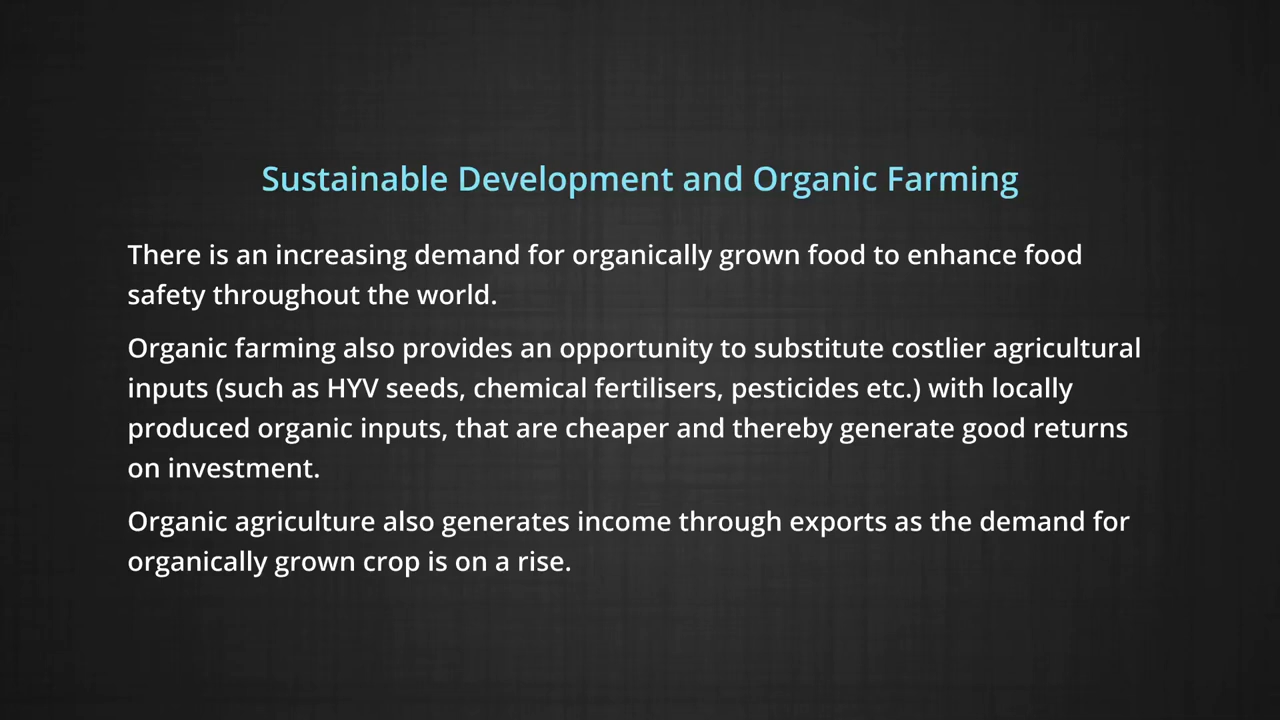 Sustainable Development and Organic Farming
There is an increasing demand for organically grown food to enhance food
safety throughout the world.
Organic farming also provides an opportunity to substitute costlier agricultural
inputs (such as HYV seeds, chemical fertilisers, pesticides etc.) with locally
produced organic inputs, that are cheaper and thereby generate good returns
on investment.
Organic agriculture also generates income through exports as the demand for
organically grown crop is on a rise.